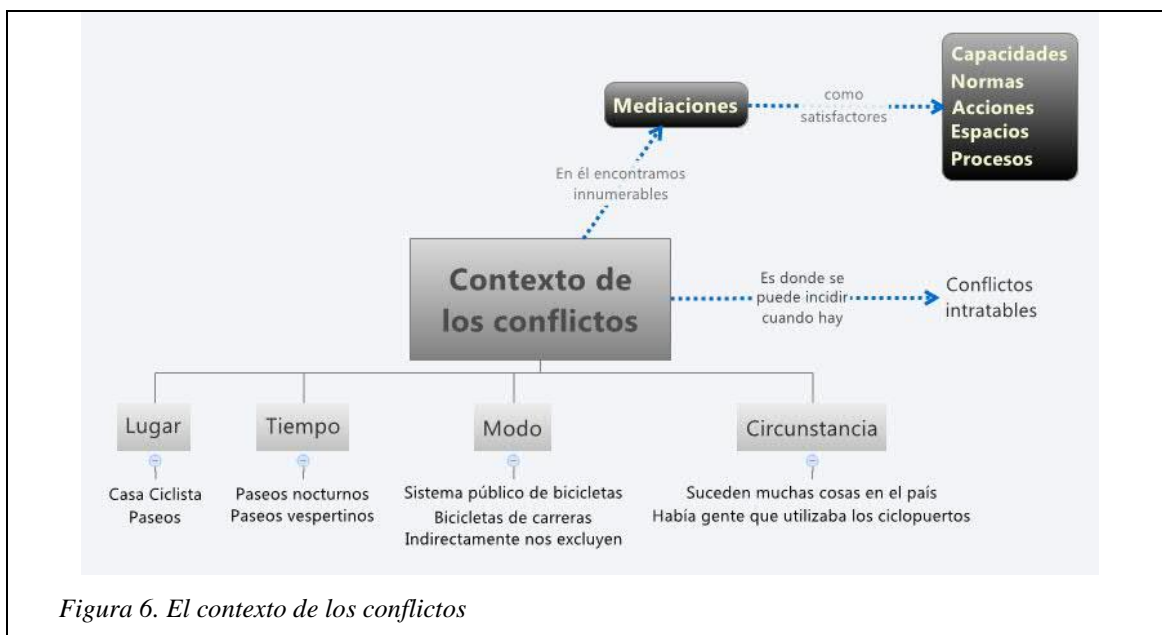 Capacidades
Normas
Acciones
Espacios
Procesos
Mediaciones
como
satisfactores
En él encontramos
innumerables
Contexto de
los conflictos
Es donde se
puede incidir
cuando hay
Conflictos
intratables
Lugar
Tiempo
Modo
Circunstancia
Casa Ciclista
Paseos
Paseos nocturnos
Paseos vespertinos
Sistema público de bicicletas
Bicicletas de carreras
Indirectamente nos excluyen
Suceden muchas cosas en el país
Había gente que utilizaba los ciclopuertos
Figura 6. El contexto de los conflictos